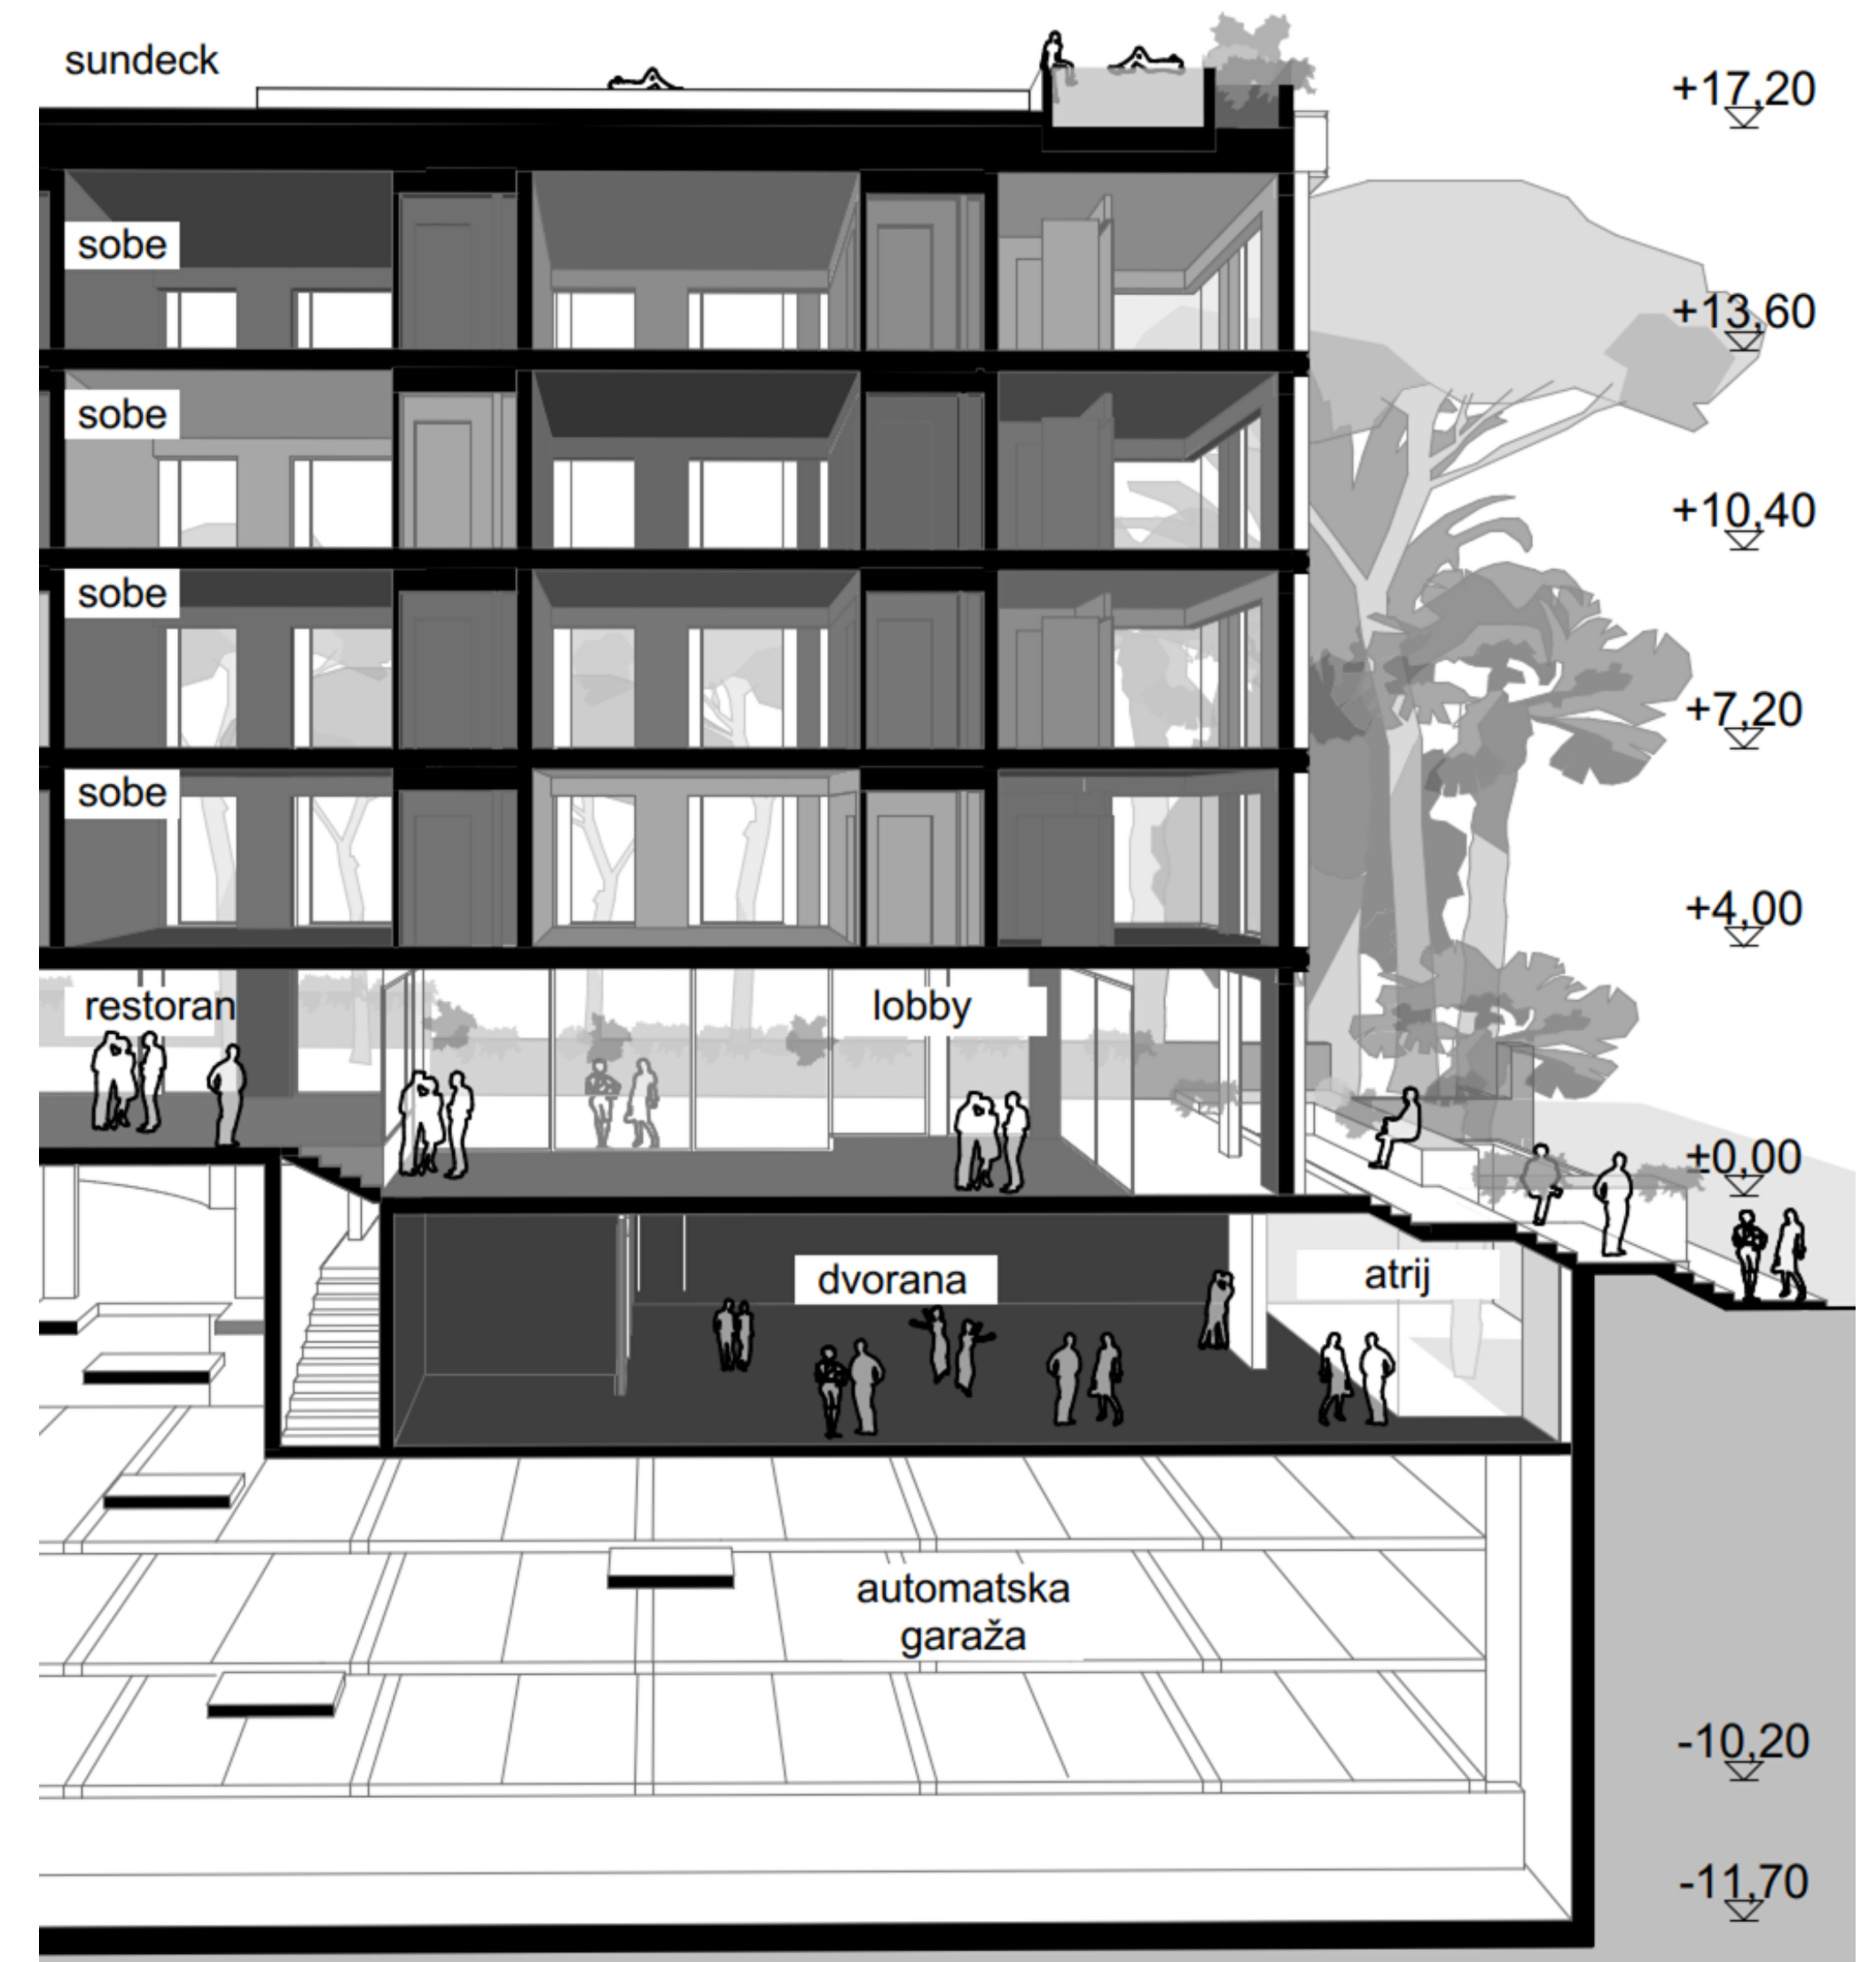 sundeck
+17,20
sobe
+13,60
sobe
+10,40
sobe
+7,20
sobe
+4,00
restoran
lobby
±0,00
dvorana
atrij
automatska
garaža
-10,20
-11,70